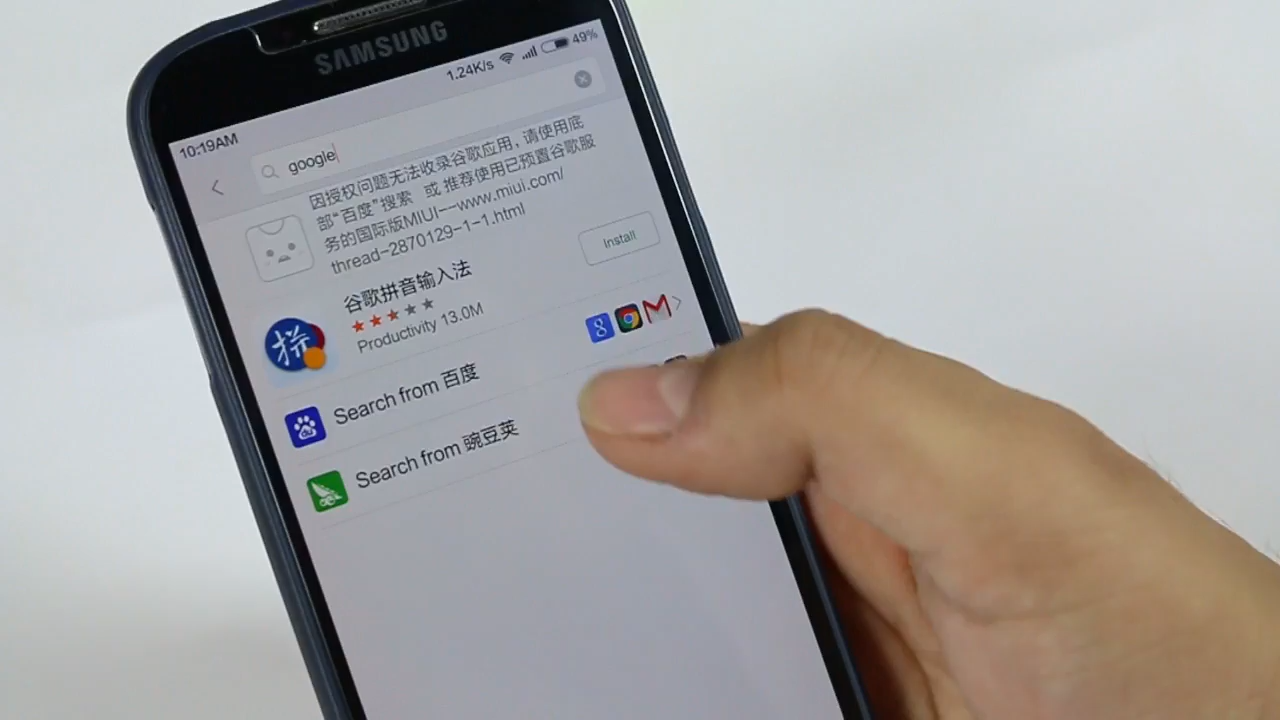 SAMSUNG
1.24K/s 49%
10:19AM
google
因授权问题无法收录谷歌应用，请使用底
部“百度”搜索 或 推荐使用已预置谷歌服
务的国际版MIUI--www.miui.com/
thread-2870129-1-1.html
谷歌拼音输入法
Install
Productivity 13.0M
拼
8
M
Search from 百度
Search from 豌豆荚